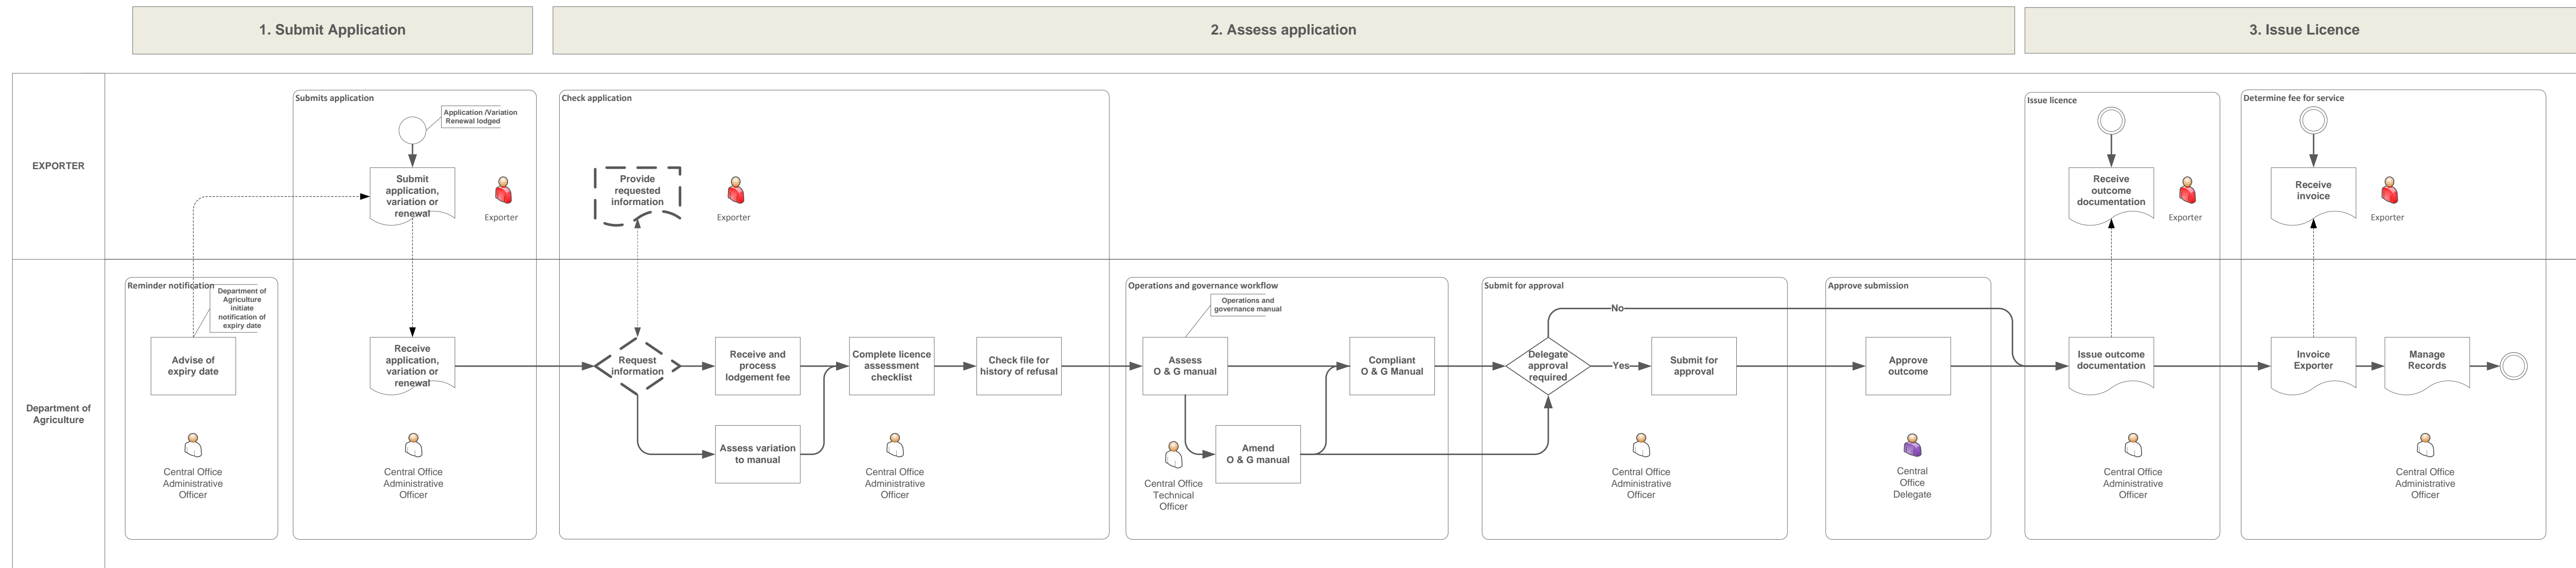 1. Submit Application
2. Assess application
3. Issue Licence
EXPORTER
Submits application
Application /Variation
Renewal lodged
Submit
application,
variation or
renewal
Exporter
Check application
Provide
requested
information
Exporter
Issue licence
Receive
outcome
documentation
Exporter
Determine fee for service
Receive
invoice
Exporter
Department of
Agriculture
Reminder notification
Department of
Agriculture
initiate
notification of
expiry date
Advise of
expiry date
Central Office
Administrative
Officer
Receive
application,
variation or
renewal
Central Office
Administrative
Officer
Request
information
Receive and
process
lodgement fee
Assess variation
to manual
Complete licence
assessment
checklist
Check file for
history of refusal
Central Office
Administrative
Officer
Operations and governance workflow
Operations and
governance manual
Assess
O & G manual
Amend
O & G manual
Compliant
O & G Manual
Central Office
Technical
Officer
Submit for approval
No
Delegate
approval
required
Yes
Submit for
approval
Central Office
Administrative
Officer
Approve submission
Approve
outcome
Central
Office
Delegate
Issue outcome
documentation
Central Office
Administrative
Officer
Invoice
Exporter
Manage
Records
Central Office
Administrative
Officer